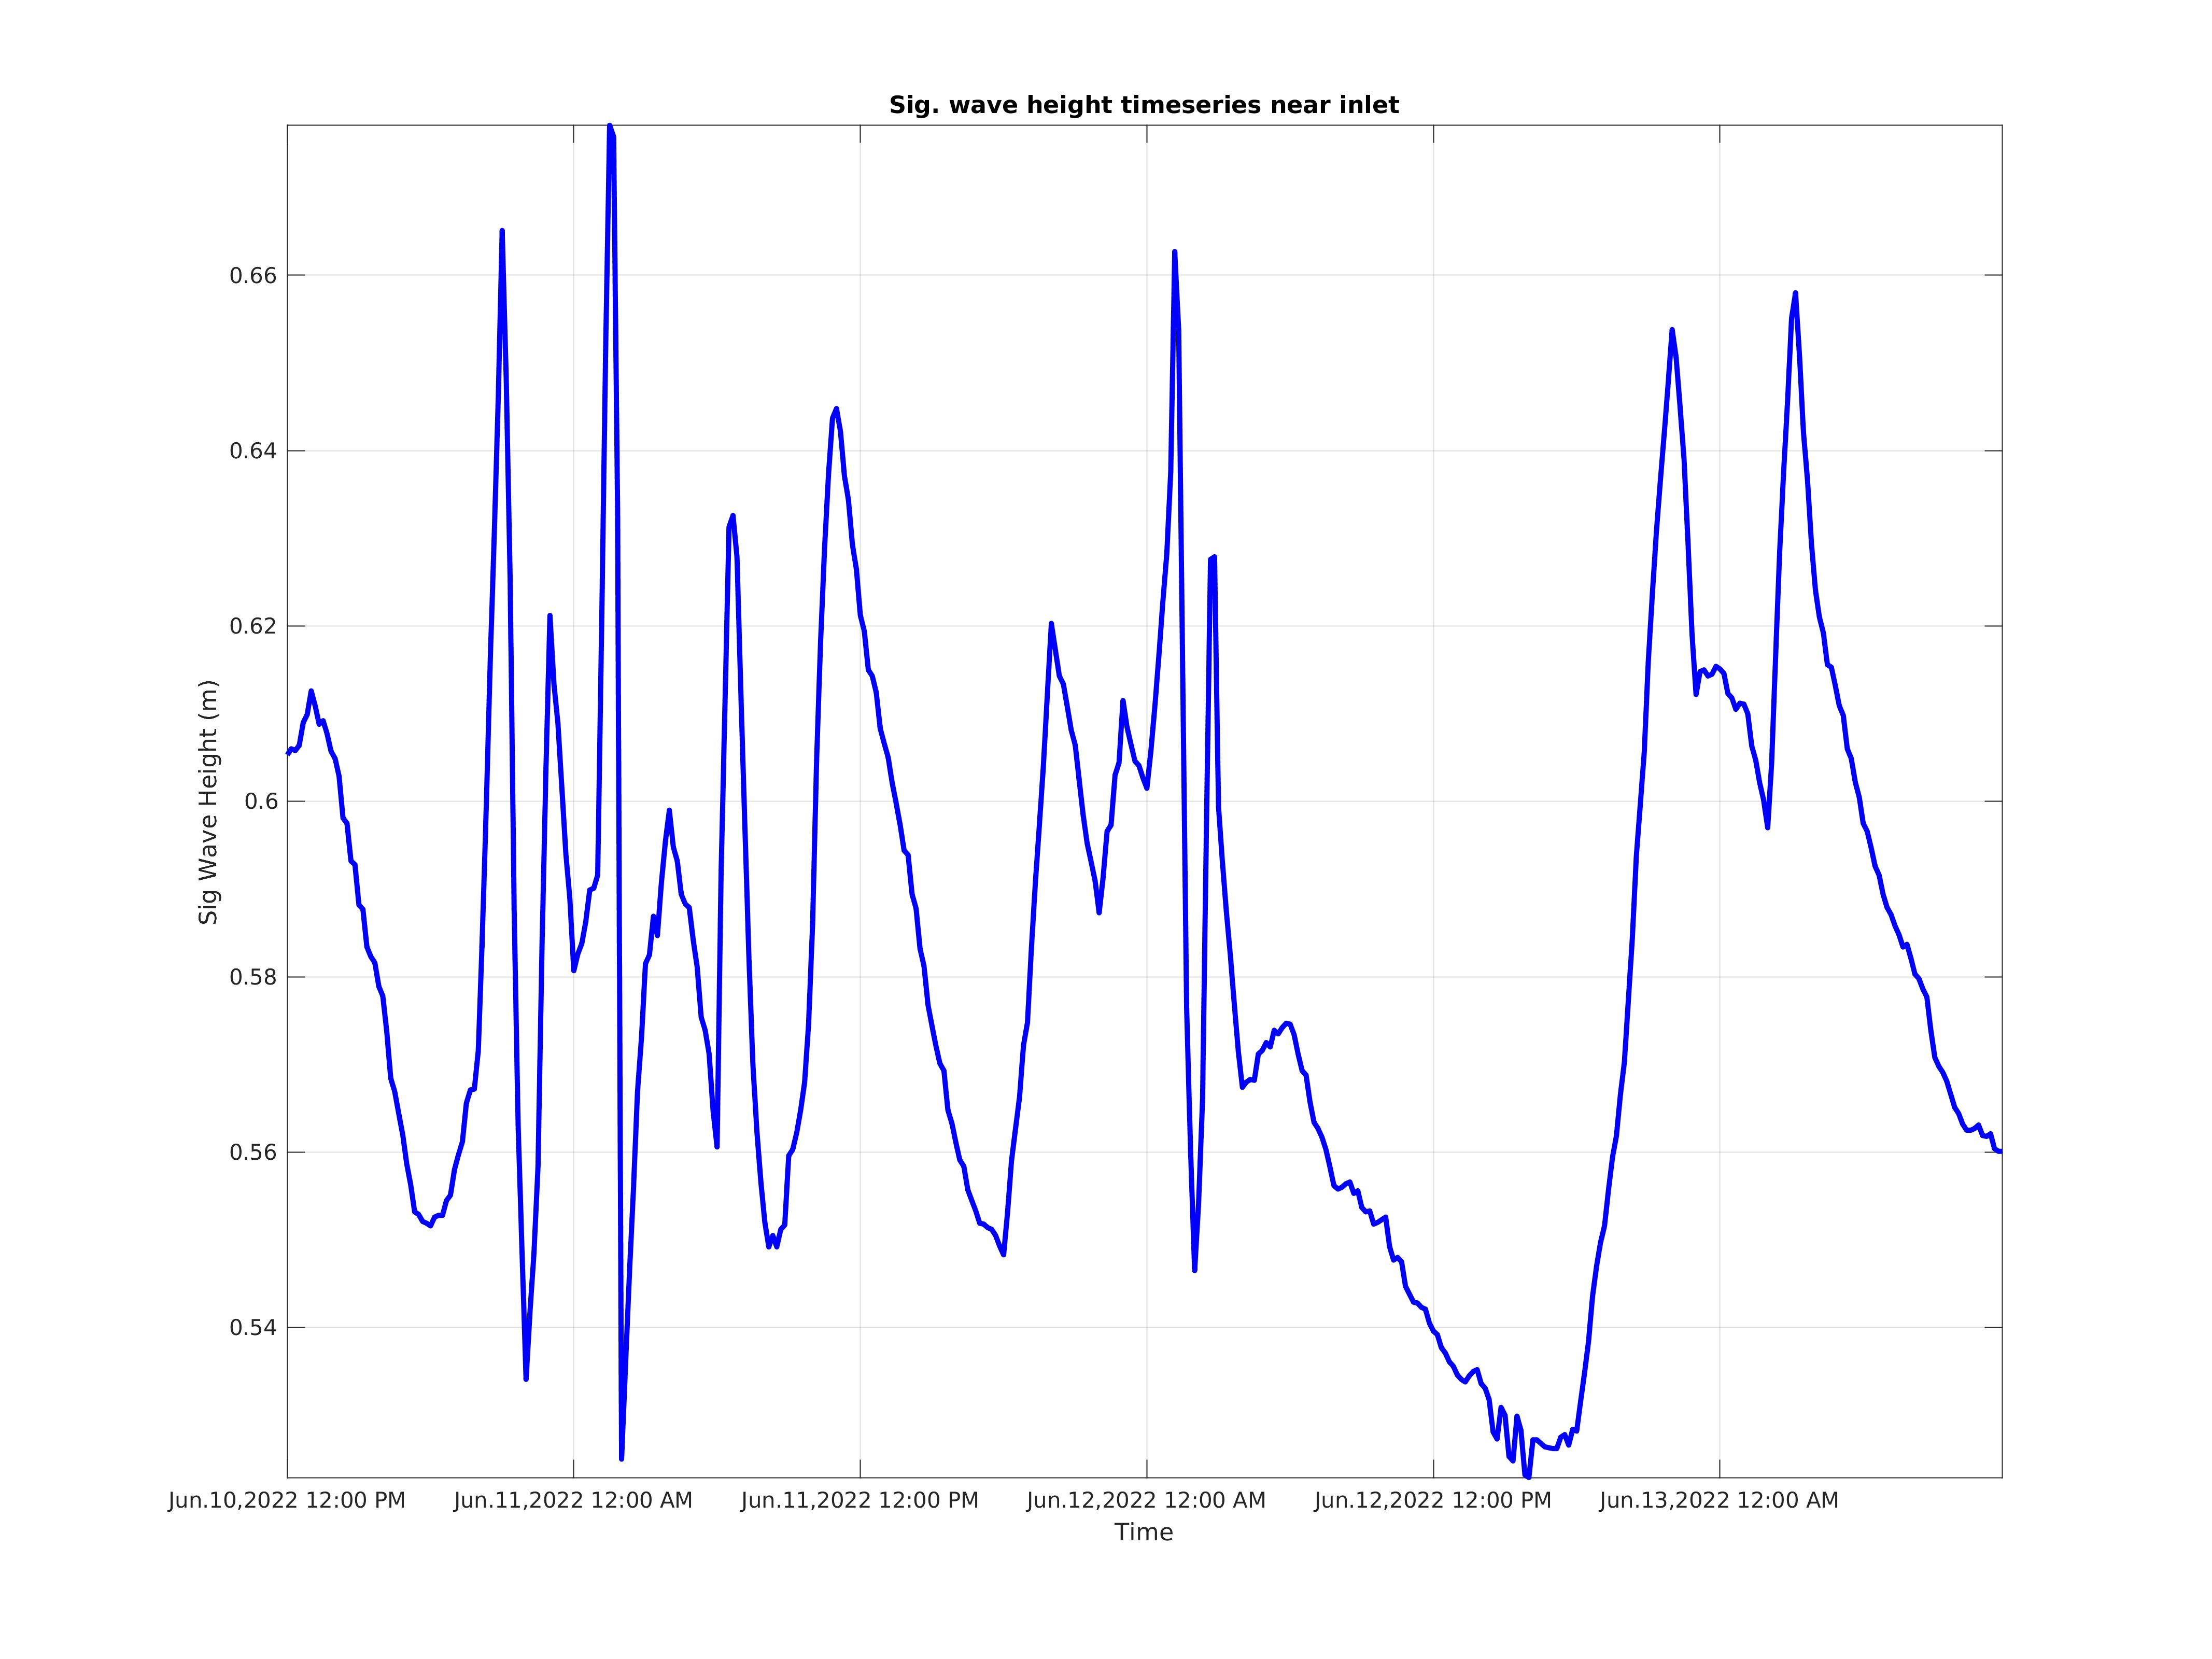 Sig. wave height timeseries near inlet
0.66
0.64
0.62
0.6
0.58
0.56
0.54
Sig Wave Height (m)
Jun.10,2022 12:00 PM
Jun.11,2022 12:00 AM
Jun.11,2022 12:00 PM
Jun.12,2022 12:00 AM
Jun.12,2022 12:00 PM
Jun.13,2022 12:00 AM
Time